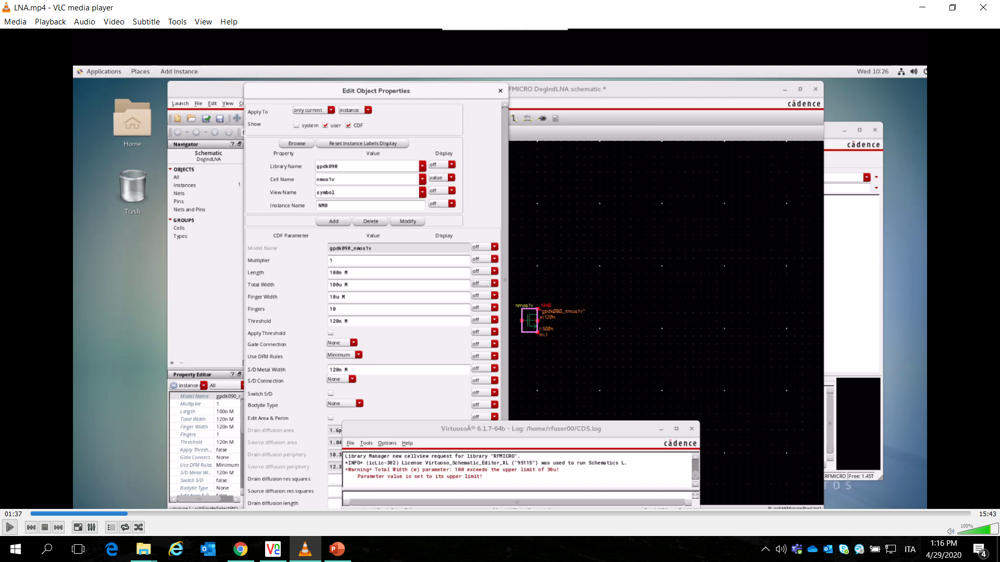 LNA.mp4 - VLC media player
Media Playback Audio Video Subtitle Tools View Help
Applications Places Add Instance
Wed 10:26
Home
Trash
Edit Object Properties
FMICRO DegIndLNA schematic *
Launch File Edit View
cādence
cādence
Navigator
Schematic
DegIndLNA
OBJECTS
All
Instances 1
Nets
Pins
Nets and Pins
GROUPS
Cells
Types
Apply To only current instance
Show system user CDF
Browse Reset Instance Labels Display
Property Value Display
Library Name gpdk090 off
Cell Name nmos1v value
View Name symbol off
Instance Name NM0 off
Add Delete Modify
CDF Parameter Value Display
Model Name gpdk090_nmos1v off
Multiplier 1 off
Length 100n M off
Total Width 100u M off
Finger Width 10u M off
Fingers 10 off
Threshold 120n M off
Apply Threshold off
Gate Connection None off
Use DFM Rules Minimum off
S/D Metal Width 120n M off
S/D Connection None off
Switch S/D off
Bodytie Type None off
Edit Area & Perim off
Drain diffusion area 1.6p
Source diffusion area 1.84
Drain diffusion periphery 10.3
Source diffusion periphery 12.3
Drain diffusion res squares
Source diffusion res squares
Drain diffusion length
nmos1v NM0
"gpdk090_nmos1v"
w:120n
l:100n
m:1
Property Editor
instance All
Model Name gpdk090_n
Multiplier 1
Length 100n M
Total Width 120n M
Finger Width 120n M
Fingers 1
Threshold 120n M
Apply Thresh... false
Gate Connect... None
Use DFM Rules Minimum
S/D Metal Wi... 120n M
Switch S/D false
Bodytie Type None
VirtuosoÂ® 6.1.7-64b - Log: /home/rfuser00/CDS.log
File Tools Options Help
cādence
Library Manager new cellview request for library "RFMICRO".
*INFO* (icLic-302) License Virtuoso_Schematic_Editor_XL ("95115") was used to run Schematics L.
*Warning* Total Width (w) parameter: 100 exceeds the upper limit of 30u!
Parameter value is set to its upper limit!
RFMICRO Free: 1.45T
TOS
01:37
15:43
100%
ITA
1:16 PM
4/29/2020
4